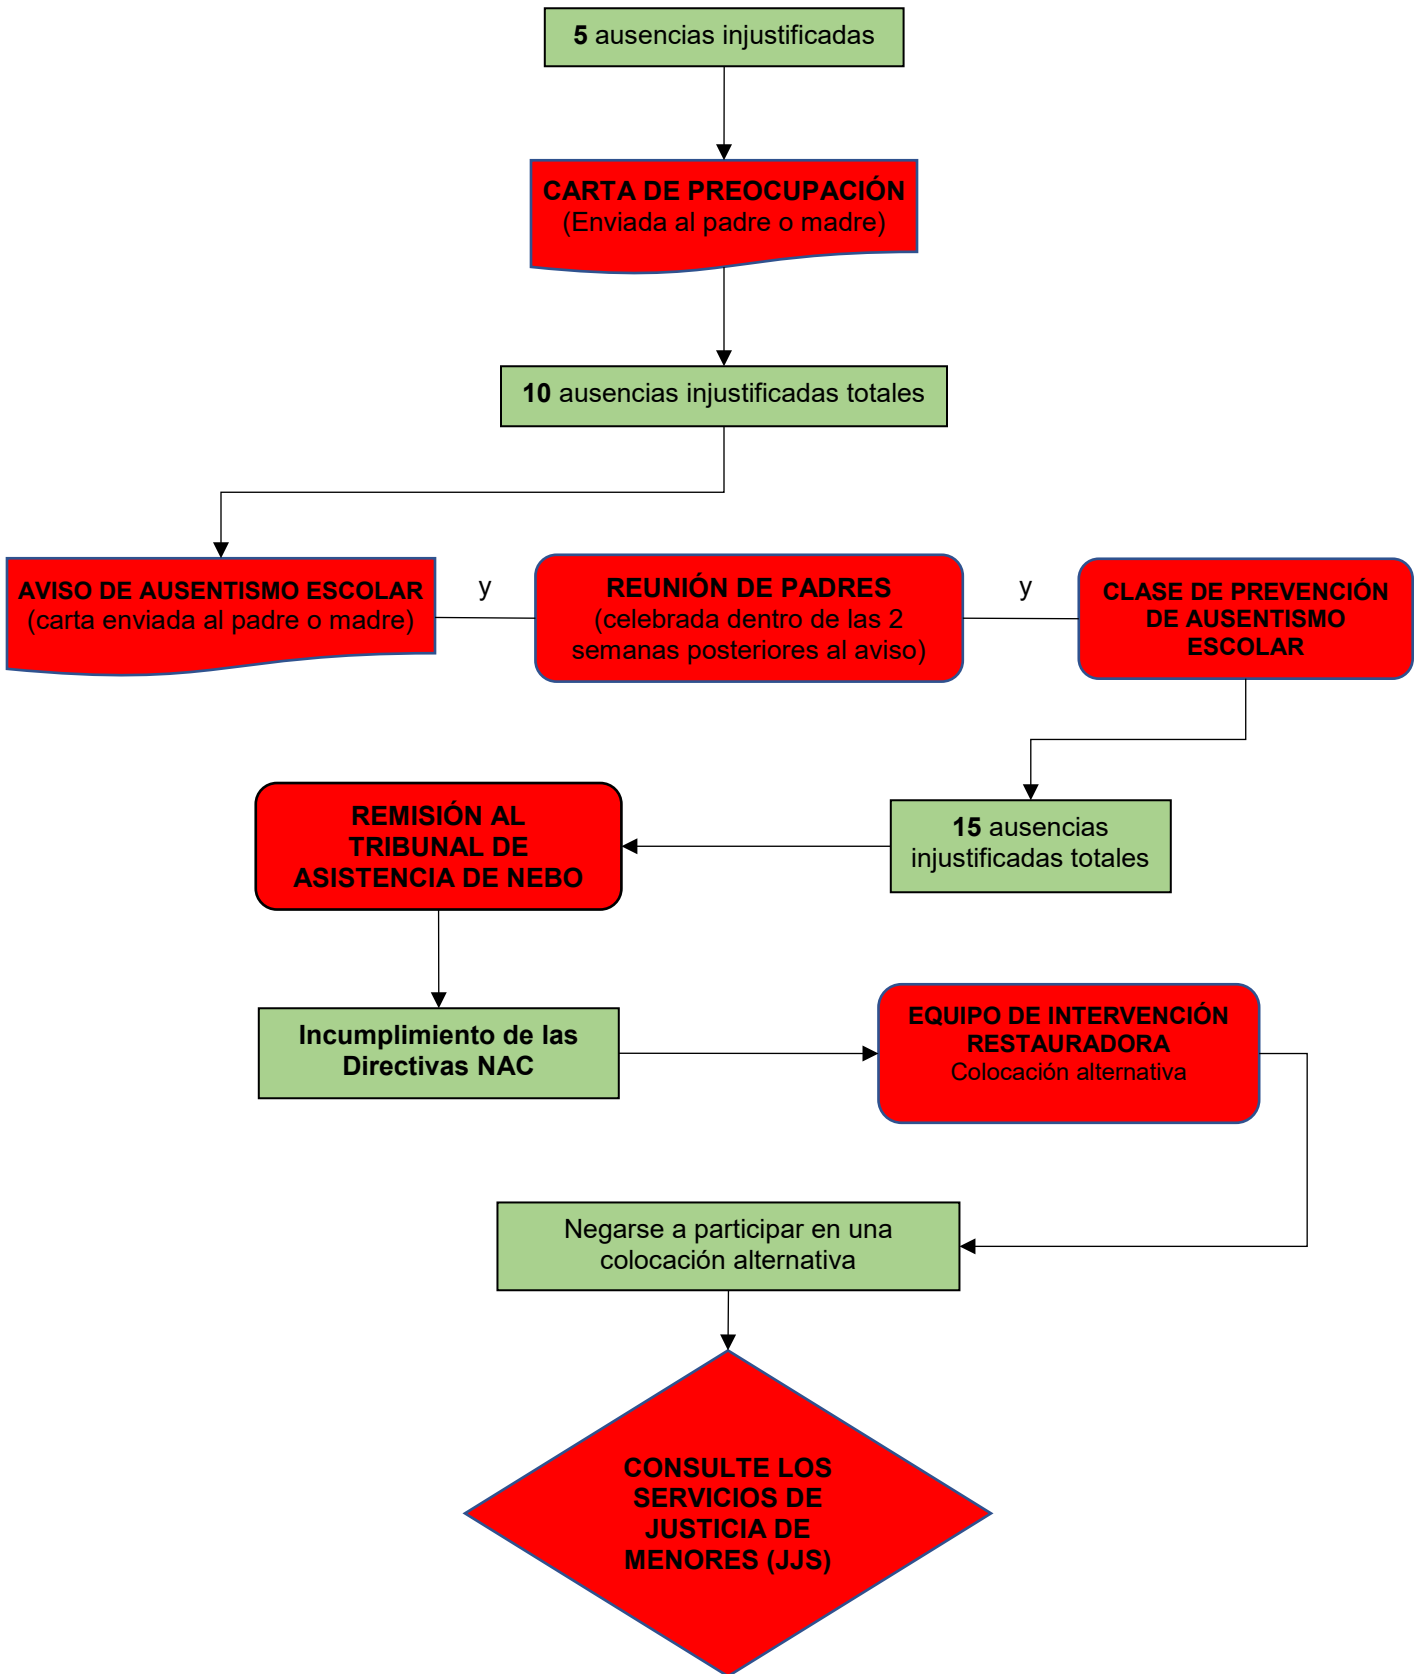 5 ausencias injustificadas
CARTA DE PREOCUPACIÓN
(Enviada al padre o madre)
10 ausencias injustificadas totales
AVISO DE AUSENTISMO ESCOLAR
(carta enviada al padre o madre)
y
REUNIÓN DE PADRES
(celebrada dentro de las 2
semanas posteriores al aviso)
y
CLASE DE PREVENCIÓN
DE AUSENTISMO
ESCOLAR
15 ausencias
injustificadas totales
REMISIÓN AL
TRIBUNAL DE
ASISTENCIA DE NEBO
Incumplimiento de las
Directivas NAC
EQUIPO DE INTERVENCIÓN
RESTAURADORA
Colocación alternativa
Negarse a participar en una
colocación alternativa
CONSULTE LOS
SERVICIOS DE
JUSTICIA DE
MENORES (JJS)